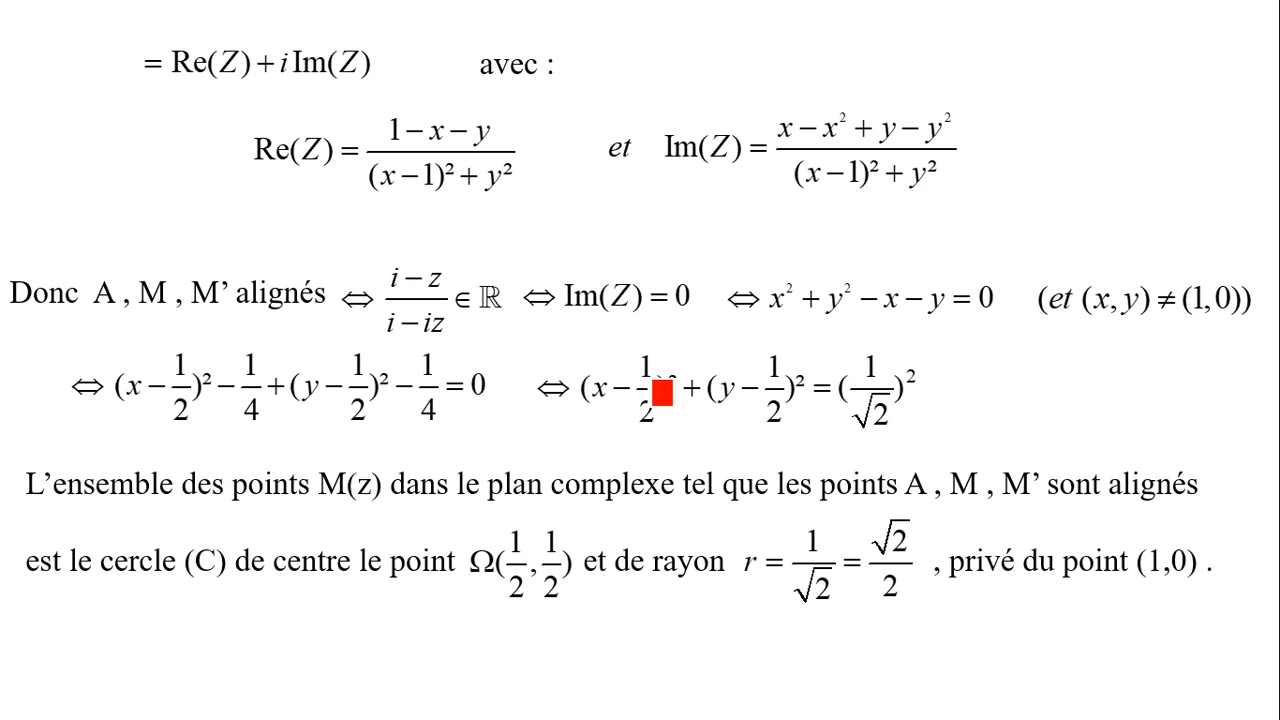 = Re(Z) + i Im(Z) avec :
Re(Z) = (1 − x − y) / ((x − 1)² + y²) et Im(Z) = (x − x² + y − y²) / ((x − 1)² + y²)
Donc A , M , M’ alignés ⇔ (i − z) / (i − iz) ∈ ℝ ⇔ Im(Z) = 0 ⇔ x² + y² − x − y = 0 (et (x, y) ≠ (1, 0))
⇔ (x − 1/2)² − 1/4 + (y − 1/2)² − 1/4 = 0 ⇔ (x − 1/2)² + (y − 1/2)² = (1/√2)²
L’ensemble des points M(z) dans le plan complexe tel que les points A , M , M’ sont alignés
est le cercle (C) de centre le point Ω(1/2, 1/2) et de rayon r = 1/√2 = √2/2 , privé du point (1,0) .